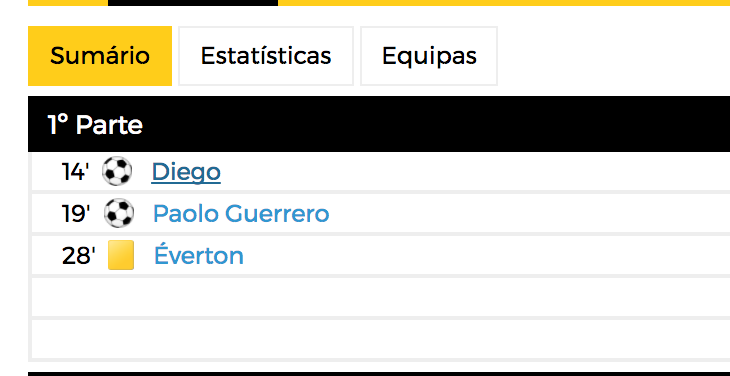 Sumário Estatísticas Equipas
1º Parte
14' Diego
19' Paolo Guerrero
28' Éverton